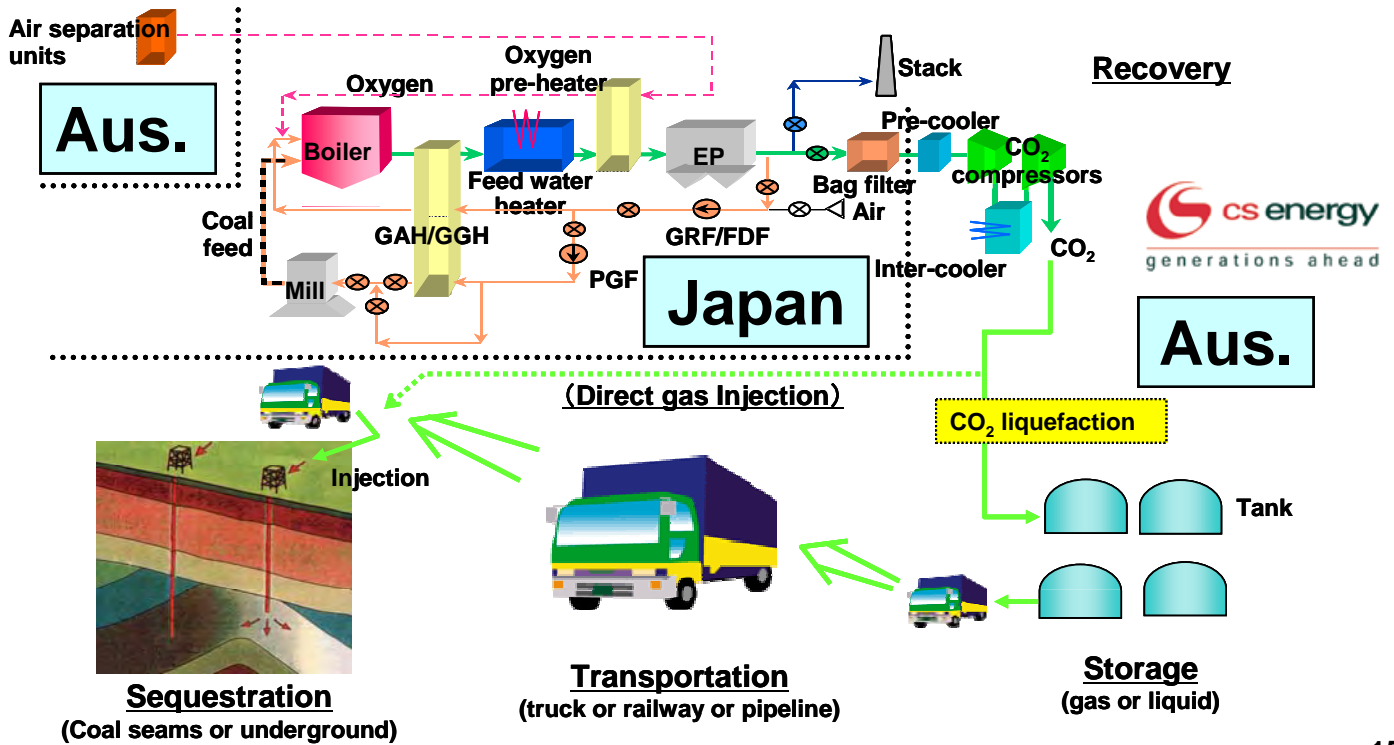 Air separation
units
Aus.
Oxygen
Oxygen
pre-heater
Stack
Recovery
Boiler
Feed water
heater
EP
Pre-cooler
Bag filter
CO2
compressors
Air
Coal
feed
GAH/GGH
GRF/FDF
Inter-cooler
CO2
cs energy
generations ahead
Mill
PGF
Japan
Aus.
(Direct gas Injection)
CO2 liquefaction
Injection
Tank
Sequestration
(Coal seams or underground)
Transportation
(truck or railway or pipeline)
Storage
(gas or liquid)